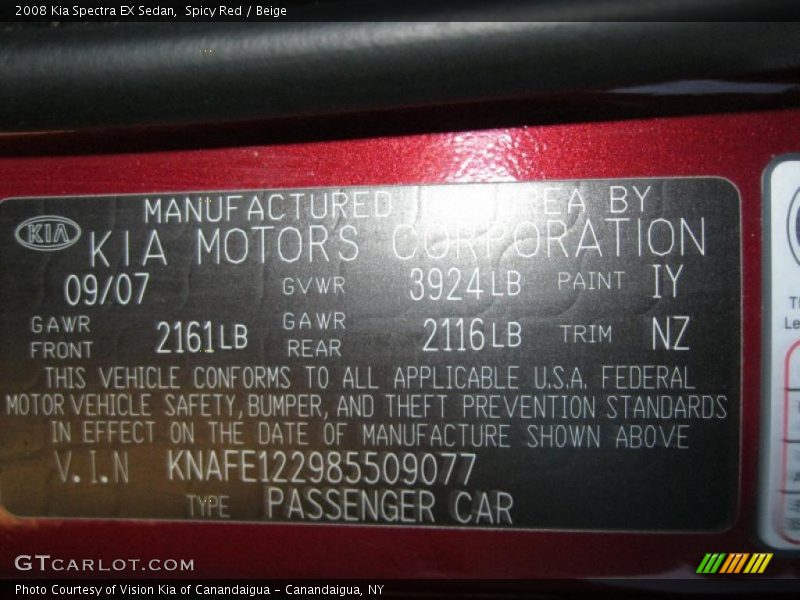 2008 Kia Spectra EX Sedan, Spicy Red / Beige
MANUFACTURED REA BY
KIA KIA MOTORS CORPORATION
09/07 GVWR 3924LB PAINT IY
GAWR FRONT 2161LB GAWR REAR 2116LB TRIM NZ
THIS VEHICLE CONFORMS TO ALL APPLICABLE U.S.A. FEDERAL
MOTOR VEHICLE SAFETY, BUMPER, AND THEFT PREVENTION STANDARDS
IN EFFECT ON THE DATE OF MANUFACTURE SHOWN ABOVE
V.I.N KNAFE122985509077
TYPE PASSENGER CAR
GTCARLOT.COM
Photo Courtesy of Vision Kia of Canandaigua - Canandaigua, NY